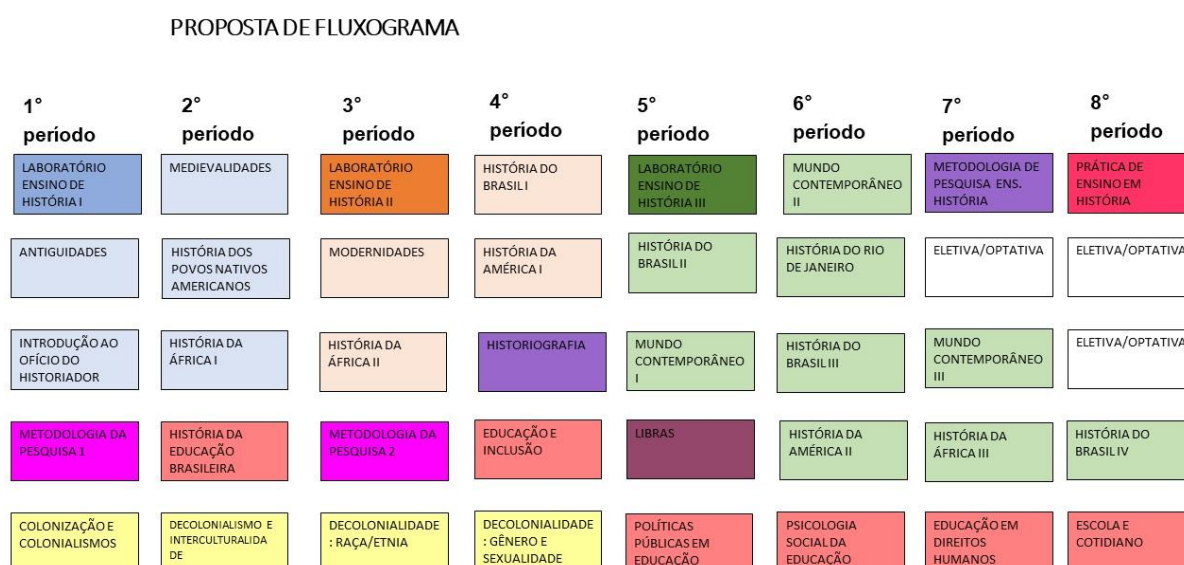 PROPOSTA DE FLUXOGRAMA
1°
período
2°
período
3°
período
4°
período
5°
período
6°
período
7°
período
8°
período
LABORATÓRIO
ENSINO DE
HISTÓRIA I
MEDIEVALIDADES
LABORATÓRIO
ENSINO DE
HISTÓRIA II
HISTÓRIA DO
BRASIL I
LABORATÓRIO
ENSINO DE
HISTÓRIA III
MUNDO
CONTEMPORÂNEO
II
METODOLOGIA DE
PESQUISA ENS.
HISTÓRIA
PRÁTICA DE
ENSINO EM
HISTÓRIA
ANTIGUIDADES
HISTÓRIA DOS
POVOS NATIVOS
AMERICANOS
MODERNIDADES
HISTÓRIA DA
AMÉRICA I
HISTÓRIA DO
BRASIL II
HISTÓRIA DO RIO
DE JANEIRO
ELETIVA/OPTATIVA
ELETIVA/OPTATIVA
INTRODUÇÃO AO
OFÍCIO DO
HISTORIADOR
HISTÓRIA DA
ÁFRICA I
HISTÓRIA DA
ÁFRICA II
HISTORIOGRAFIA
MUNDO
CONTEMPORÂNEO
I
HISTÓRIA DO
BRASIL III
MUNDO
CONTEMPORÂNEO
III
ELETIVA/OPTATIVA
METODOLOGIA DA
PESQUISA 1
HISTÓRIA DA
EDUCAÇÃO
BRASILEIRA
METODOLOGIA DA
PESQUISA 2
EDUCAÇÃO E
INCLUSÃO
LIBRAS
HISTÓRIA DA
AMÉRICA II
HISTÓRIA DA
ÁFRICA III
HISTÓRIA DO
BRASIL IV
COLONIZAÇÃO E
COLONIALISMOS
DECOLONIALISMO E
INTERCULTURALIDA
DE
DECOLONIALIDADE
: RAÇA/ETNIA
DECOLONIALIDADE
: GÊNERO E
SEXUALIDADE
POLÍTICAS
PÚBLICAS EM
EDUCAÇÃO
PSICOLOGIA
SOCIAL DA
EDUCAÇÃO
EDUCAÇÃO EM
DIREITOS
HUMANOS
ESCOLA E
COTIDIANO